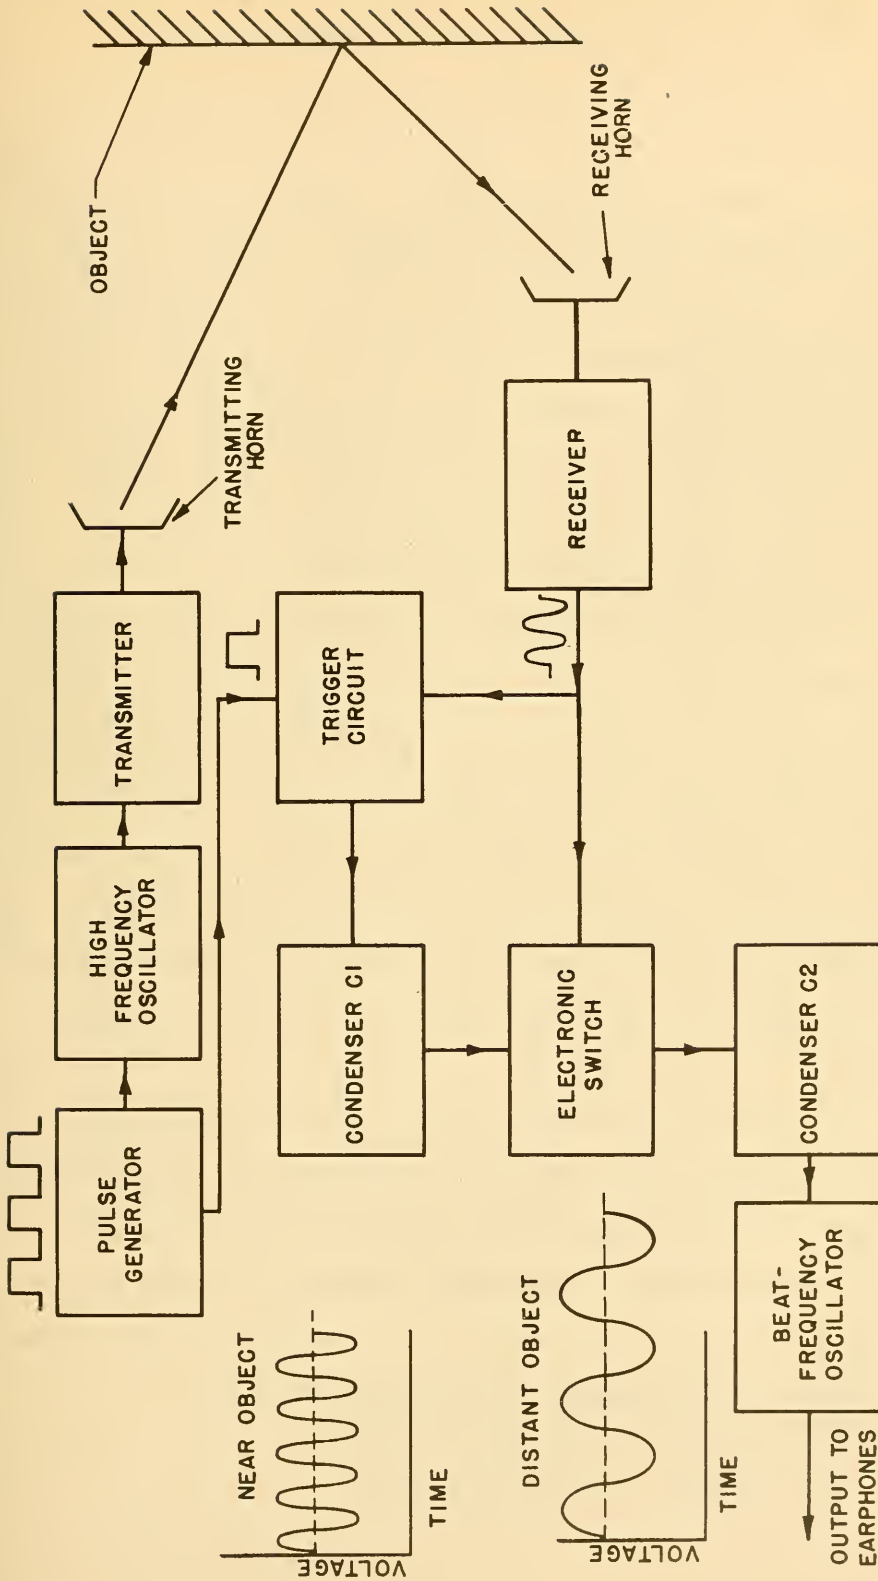 OBJECT
TRANSMITTING
HORN
RECEIVING
HORN
PULSE
GENERATOR
HIGH
FREQUENCY
OSCILLATOR
TRANSMITTER
TRIGGER
CIRCUIT
RECEIVER
CONDENSER C1
ELECTRONIC
SWITCH
CONDENSER C2
BEAT-
FREQUENCY
OSCILLATOR
OUTPUT TO
EARPHONES
NEAR OBJECT
VOLTAGE
TIME
DISTANT OBJECT
VOLTAGE
TIME